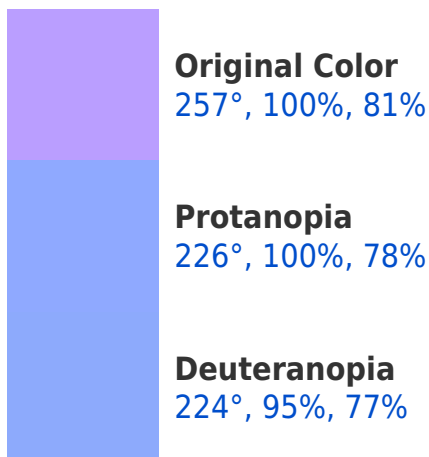 Original Color
257°, 100%, 81%
Protanopia
226°, 100%, 78%
Deuteranopia
224°, 95%, 77%